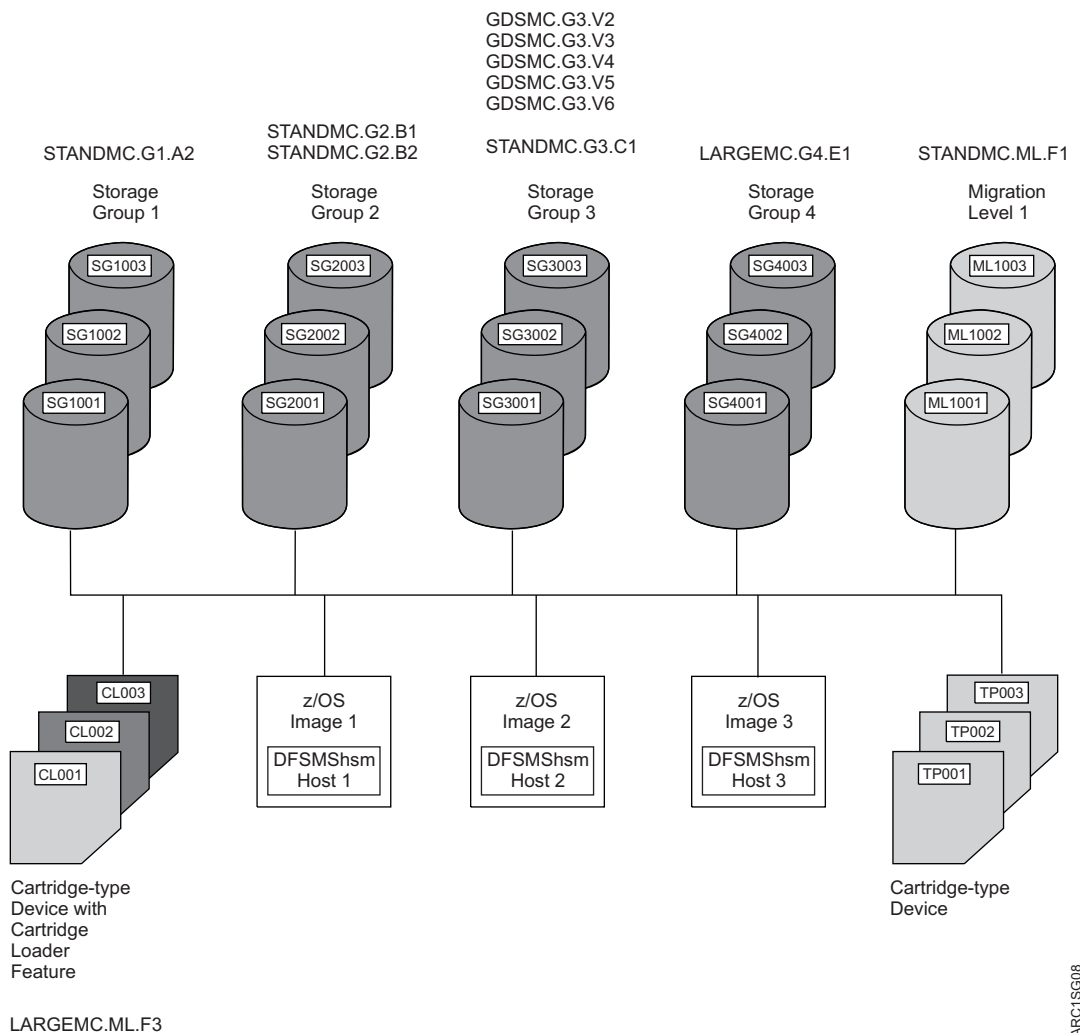 GDSMC.G3.V2
GDSMC.G3.V3
GDSMC.G3.V4
GDSMC.G3.V5
GDSMC.G3.V6
STANDMC.G1.A2
STANDMC.G2.B1
STANDMC.G2.B2
STANDMC.G3.C1
LARGEMC.G4.E1
STANDMC.ML.F1
Storage
Group 1
Storage
Group 2
Storage
Group 3
Storage
Group 4
Migration
Level 1
SG1003
SG1002
SG1001
SG2003
SG2002
SG2001
SG3003
SG3002
SG3001
SG4003
SG4002
SG4001
ML1003
ML1002
ML1001
CL003
CL002
CL001
z/OS
Image 1
DFSMShsm
Host 1
z/OS
Image 2
DFSMShsm
Host 2
z/OS
Image 3
DFSMShsm
Host 3
TP003
TP002
TP001
Cartridge-type
Device with
Cartridge
Loader
Feature
Cartridge-type
Device
LARGEMC.ML.F3
ARC1SG08